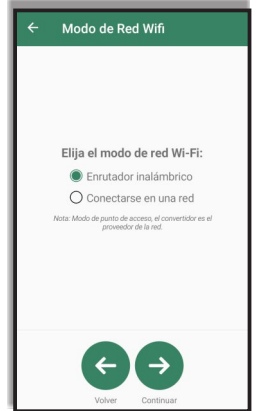 Modo de Red Wifi
Elija el modo de red Wi-Fi:
Enrutador inalámbrico
Conectarse en una red
Nota: Modo de punto de acceso, el convertidor es el
proveedor de la red.
Volver Continuar